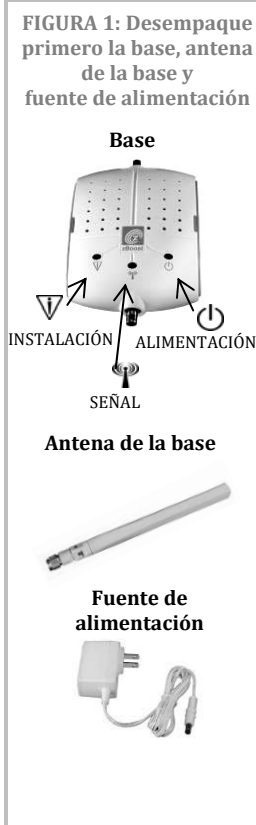 FIGURA 1: Desempaque
primero la base, antena
de la base y
fuente de alimentación
Base
zBoost
INSTALACIÓN
ALIMENTACIÓN
SEÑAL
Antena de la base
Fuente de
alimentación